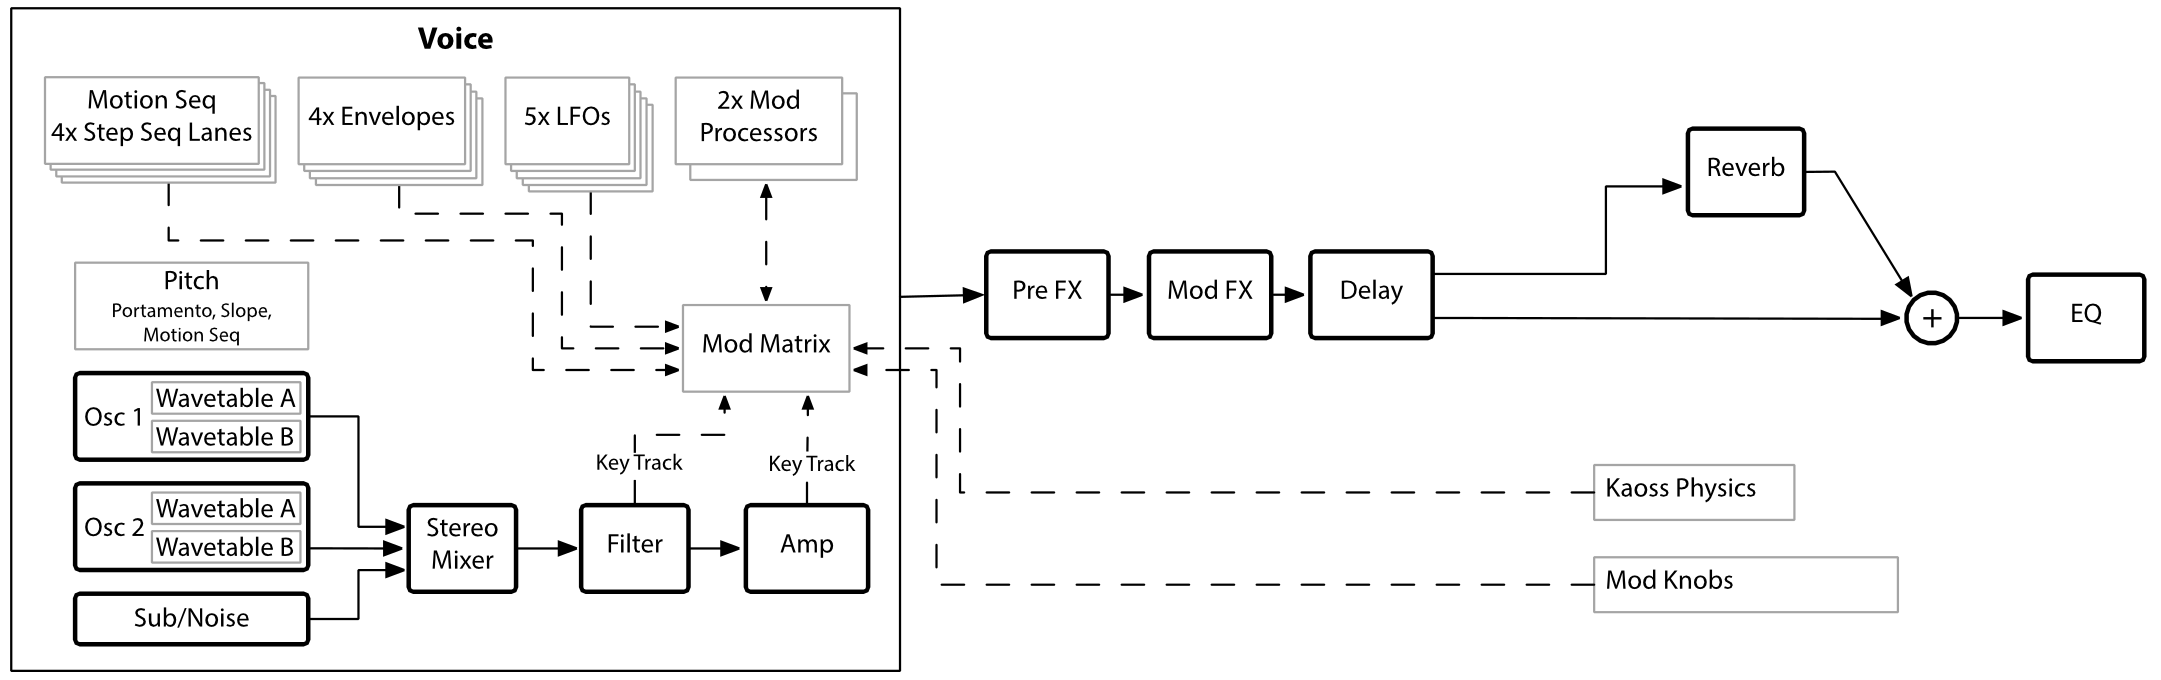 Voice
Motion Seq
4x Step Seq Lanes
4x Envelopes
5x LFOs
2x Mod
Processors
Pitch
Portamento, Slope,
Motion Seq
Mod Matrix
Osc 1
Wavetable A
Wavetable B
Osc 2
Wavetable A
Wavetable B
Sub/Noise
Stereo
Mixer
Key Track
Filter
Key Track
Amp
Pre FX
Mod FX
Delay
Reverb
+
EQ
Kaoss Physics
Mod Knobs